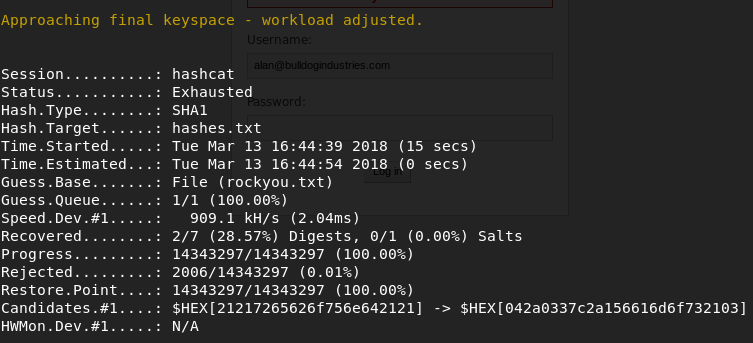 Approaching final keyspace - workload adjusted.
Username:
alan@bulldogindustries.com
Session..........: hashcat
Status...........: Exhausted
Password:
Hash.Type........: SHA1
Hash.Target......: hashes.txt
Time.Started.....: Tue Mar 13 16:44:39 2018 (15 secs)
Time.Estimated...: Tue Mar 13 16:44:54 2018 (0 secs)
Guess.Base.......: File (rockyou.txt)
Log in
Guess.Queue......: 1/1 (100.00%)
Speed.Dev.#1.....:   909.1 kH/s (2.04ms)
Recovered........: 2/7 (28.57%) Digests, 0/1 (0.00%) Salts
Progress.........: 14343297/14343297 (100.00%)
Rejected.........: 2006/14343297 (0.01%)
Restore.Point....: 14343297/14343297 (100.00%)
Candidates.#1....: $HEX[21217265626f756e642121] -> $HEX[042a0337c2a156616d6f732103]
HWMon.Dev.#1.....: N/A